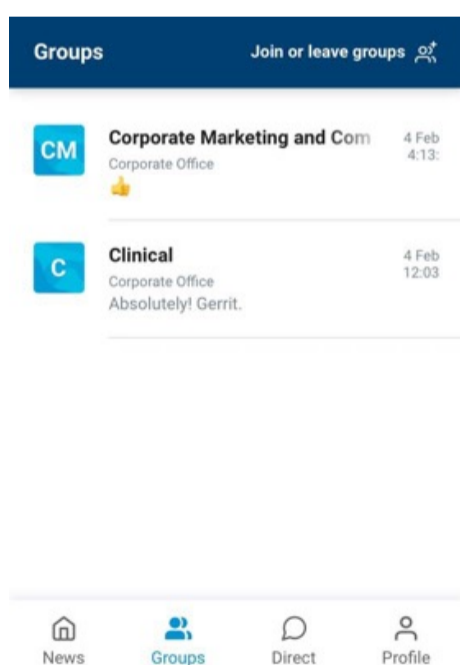 Groups
Join or leave groups
CM
Corporate Marketing and Com
4 Feb
Corporate Office
4:13:
👍
C
Clinical
4 Feb
Corporate Office
12:03
Absolutely! Gerrit.
News
Groups
Direct
Profile